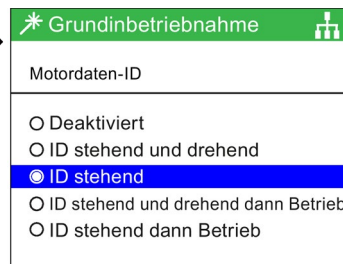 Grundinbetriebnahme
Motordaten-ID
Deaktiviert
ID stehend und drehend
ID stehend
ID stehend und drehend dann Betrieb
ID stehend dann Betrieb